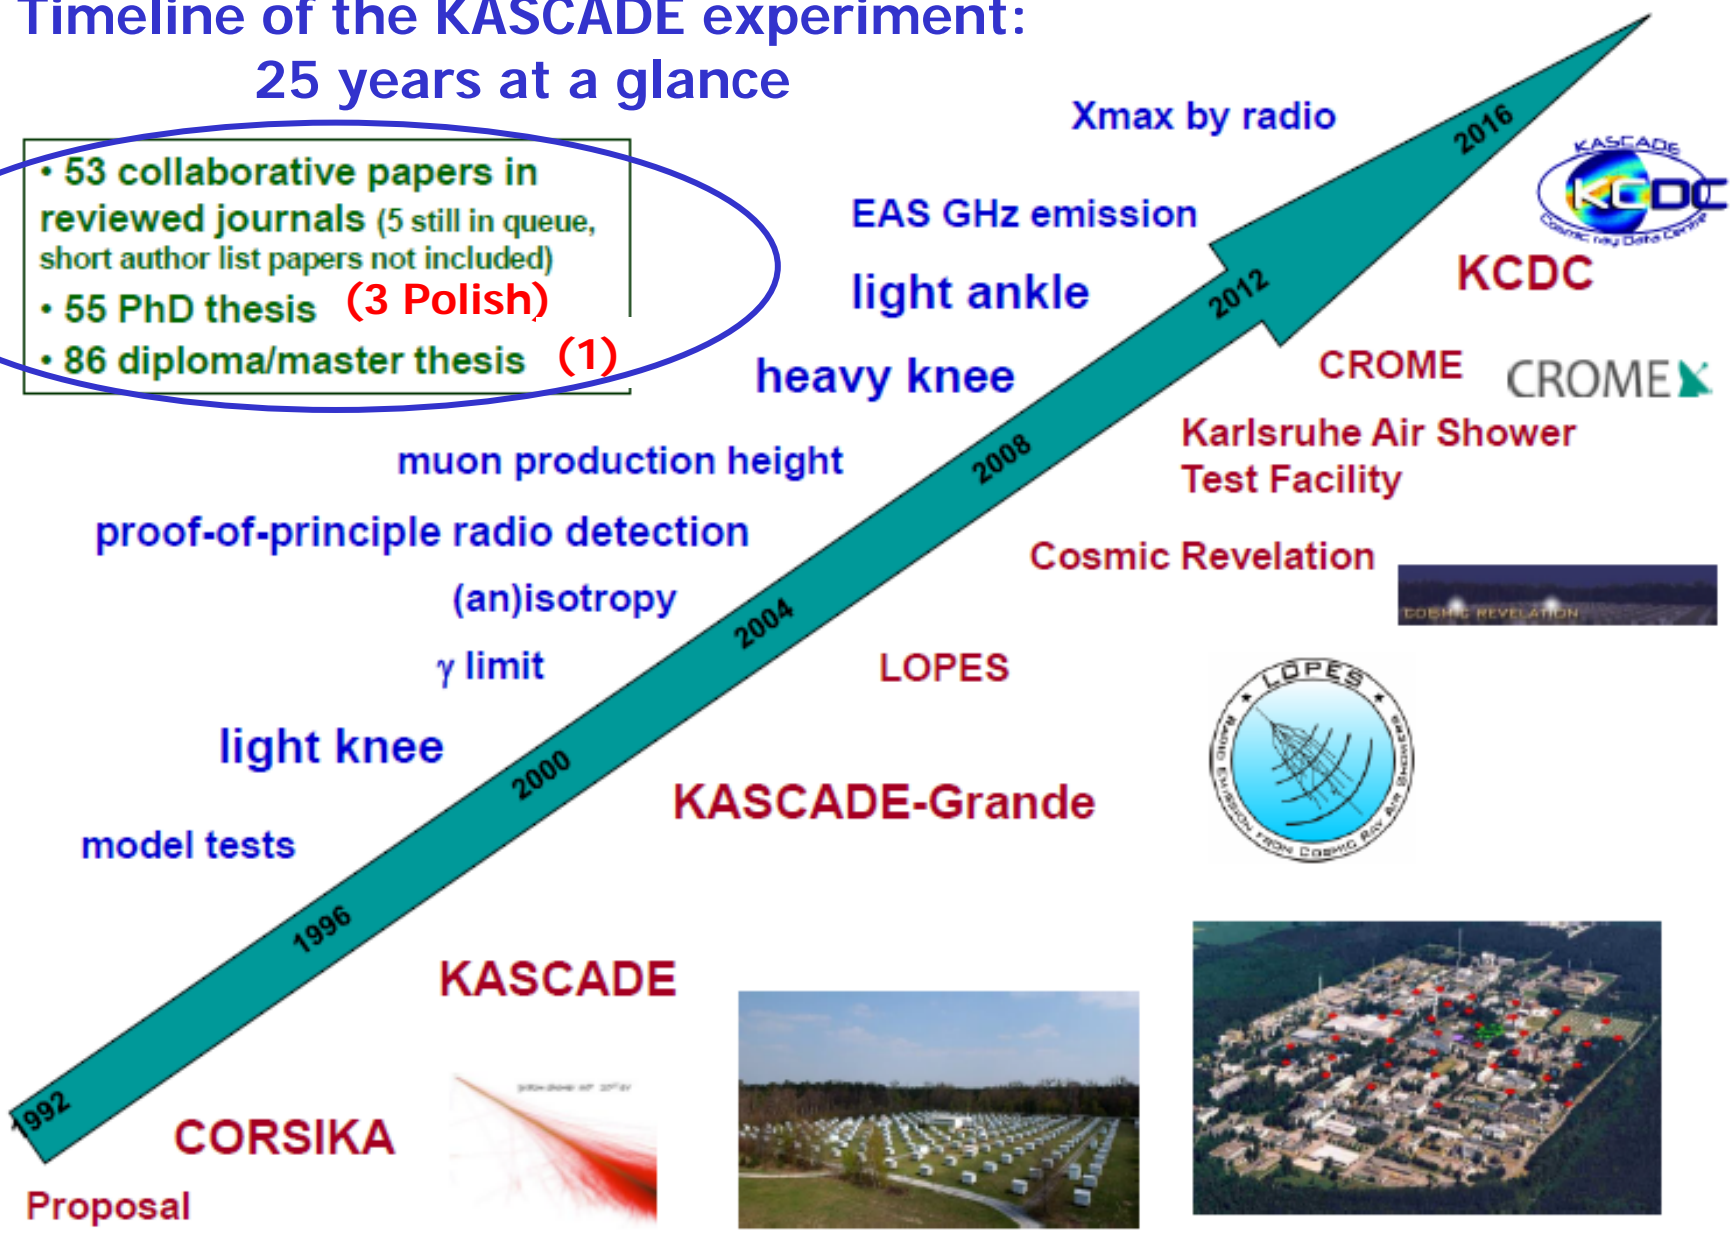 Timeline of the KASCADE experiment:
25 years at a glance
• 53 collaborative papers in
reviewed journals (5 still in queue,
short author list papers not included)
• 55 PhD thesis (3 Polish)
• 86 diploma/master thesis (1)
Xmax by radio
EAS GHz emission
light ankle
heavy knee
muon production height
proof-of-principle radio detection
(an)isotropy
γ limit
light knee
model tests
2016
2012
2008
2004
2000
1996
1992
KASCADE
KCDC
Cosmic ray Data Centre
KCDC
CROME
CROME
Karlsruhe Air Shower
Test Facility
Cosmic Revelation
COSMIC REVELATION
LOPES
LOPES
RADIO EMISSION FROM COSMIC RAY AIR SHOWERS
KASCADE-Grande
KASCADE
CORSIKA
Proposal